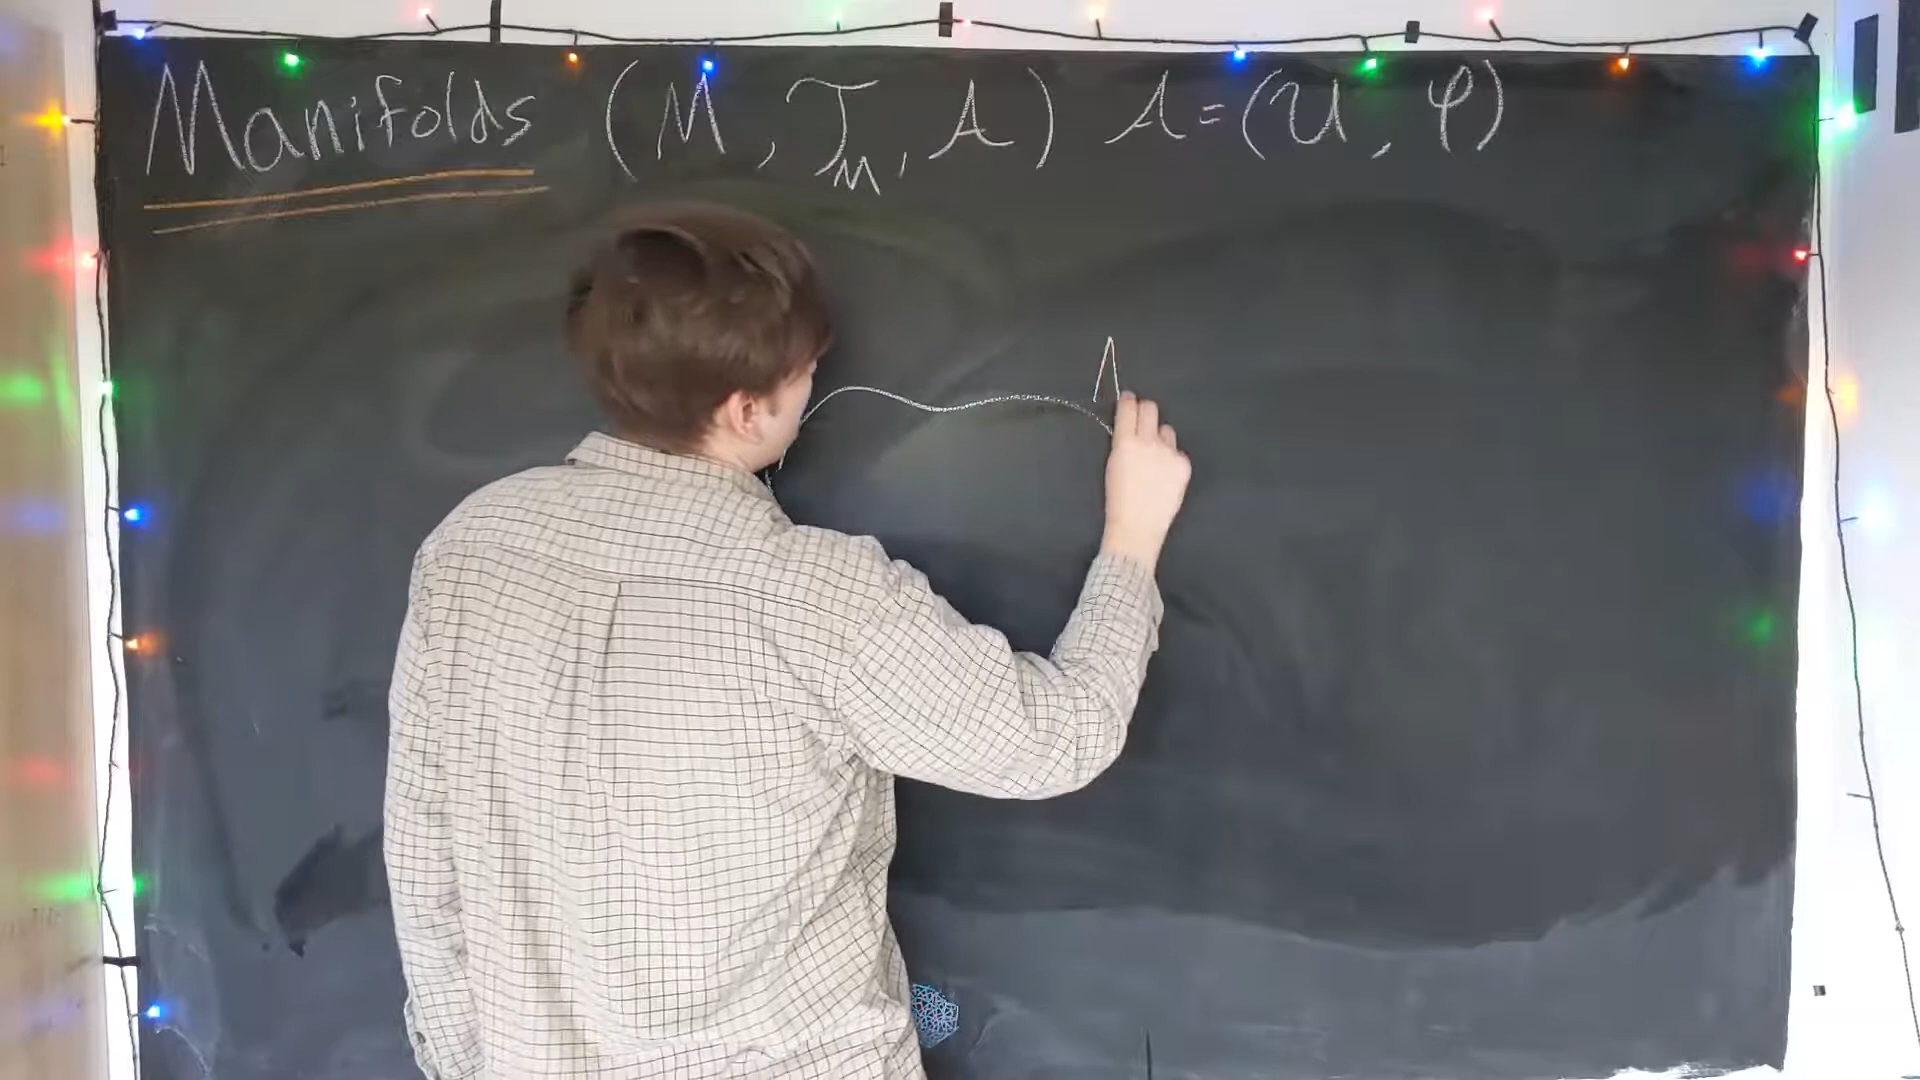 Manifolds (M, 𝒯_M, 𝒜) 𝒜=(𝒰, φ)